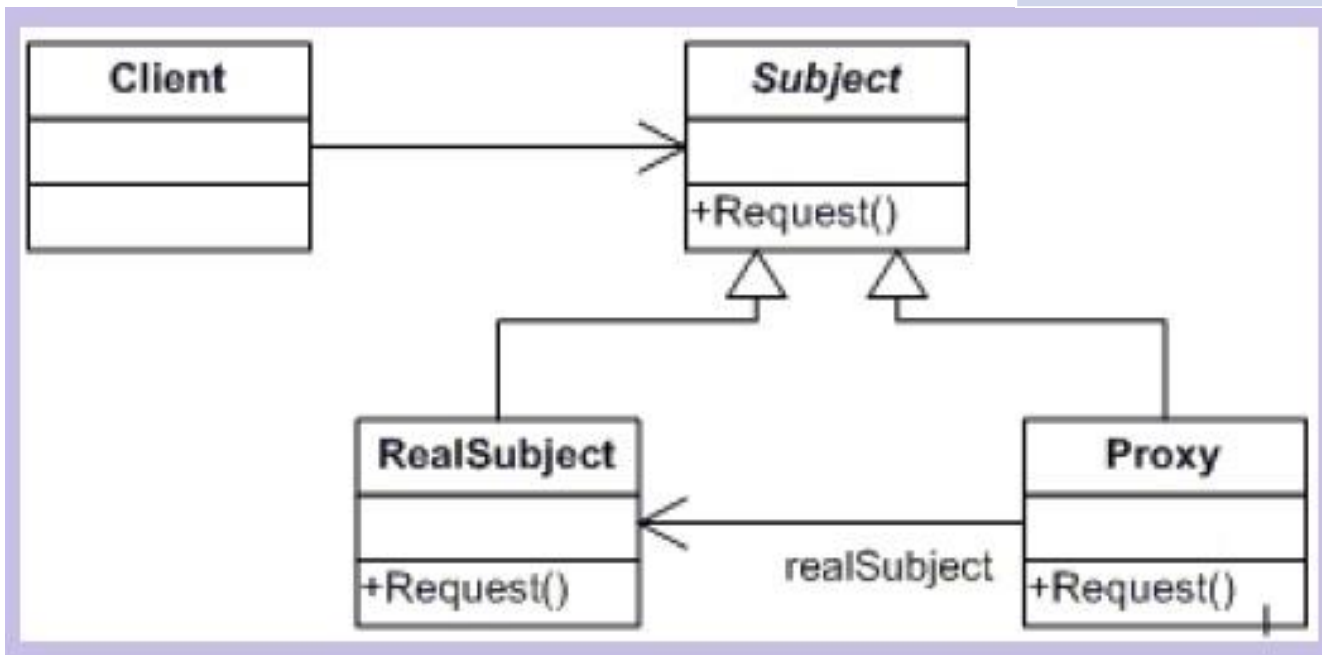 Client
Subject
+Request()
RealSubject
+Request()
realSubject
Proxy
+Request()